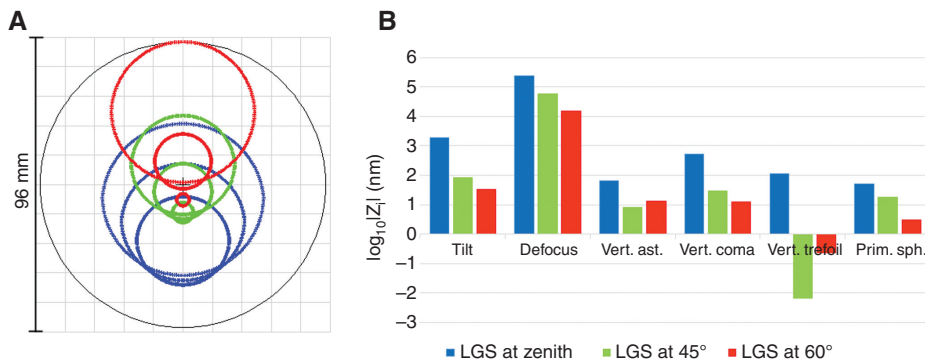 A
96 mm
B
log10|Zi| (nm)
6
5
4
3
2
1
0
–1
–2
–3
Tilt
Defocus
Vert. ast.
Vert. coma
Vert. trefoil
Prim. sph.
LGS at zenith
LGS at 45°
LGS at 60°